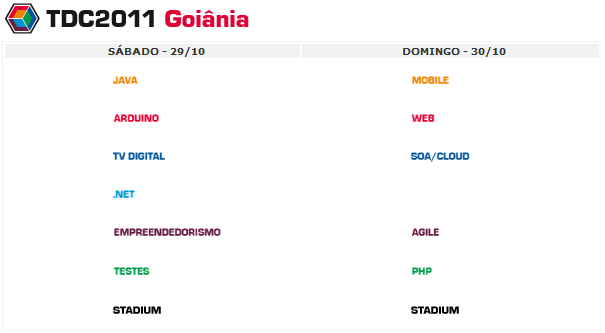 TDC2011 Goiânia
SÁBADO - 29/10 DOMINGO - 30/10
JAVA MOBILE
ARDUINO WEB
TV DIGITAL SOA/CLOUD
.NET
EMPREENDEDORISMO AGILE
TESTES PHP
STADIUM STADIUM